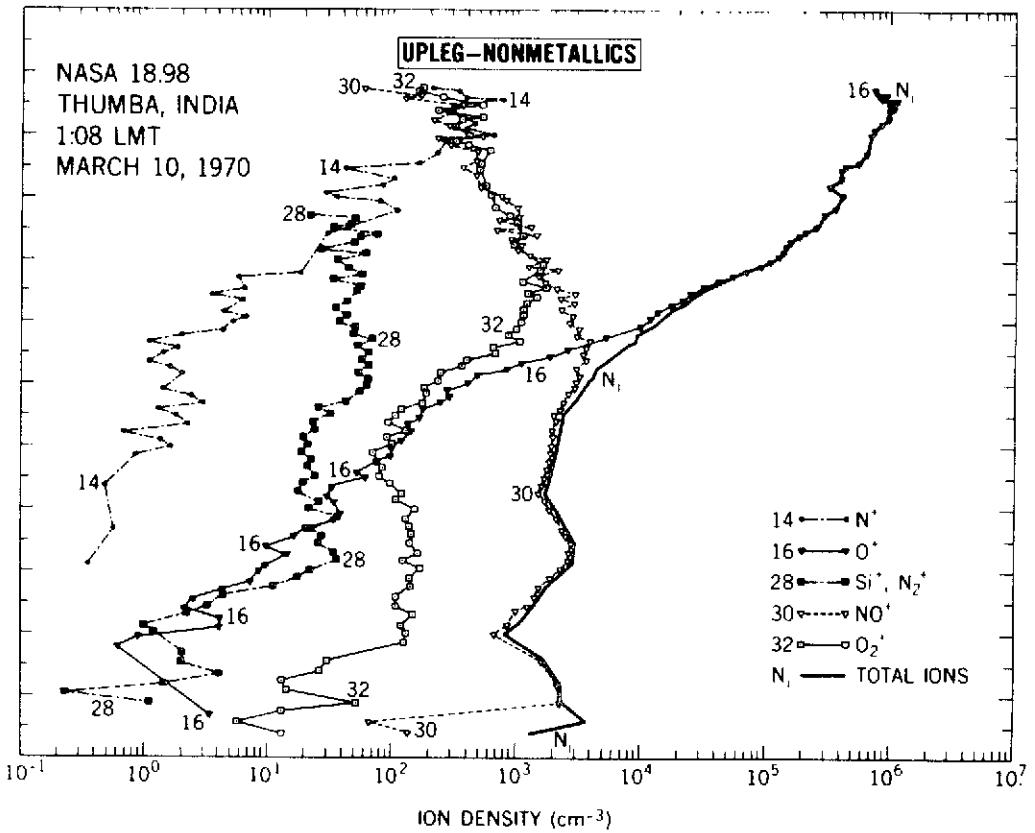 UPLEG–NONMETALLICS
NASA 18.98
THUMBA, INDIA
1:08 LMT
MARCH 10, 1970
30
32
14
16
Nᵢ
14
28
28
32
16
Nᵢ
16
14
30
16
28
16
32
28
16
30
N
14 N⁺
16 O⁺
28 Si⁺, N₂⁺
30 NO⁺
32 O₂⁺
Nᵢ TOTAL IONS
10⁻¹ 10⁰ 10¹ 10² 10³ 10⁴ 10⁵ 10⁶ 10⁷
ION DENSITY (cm⁻³)